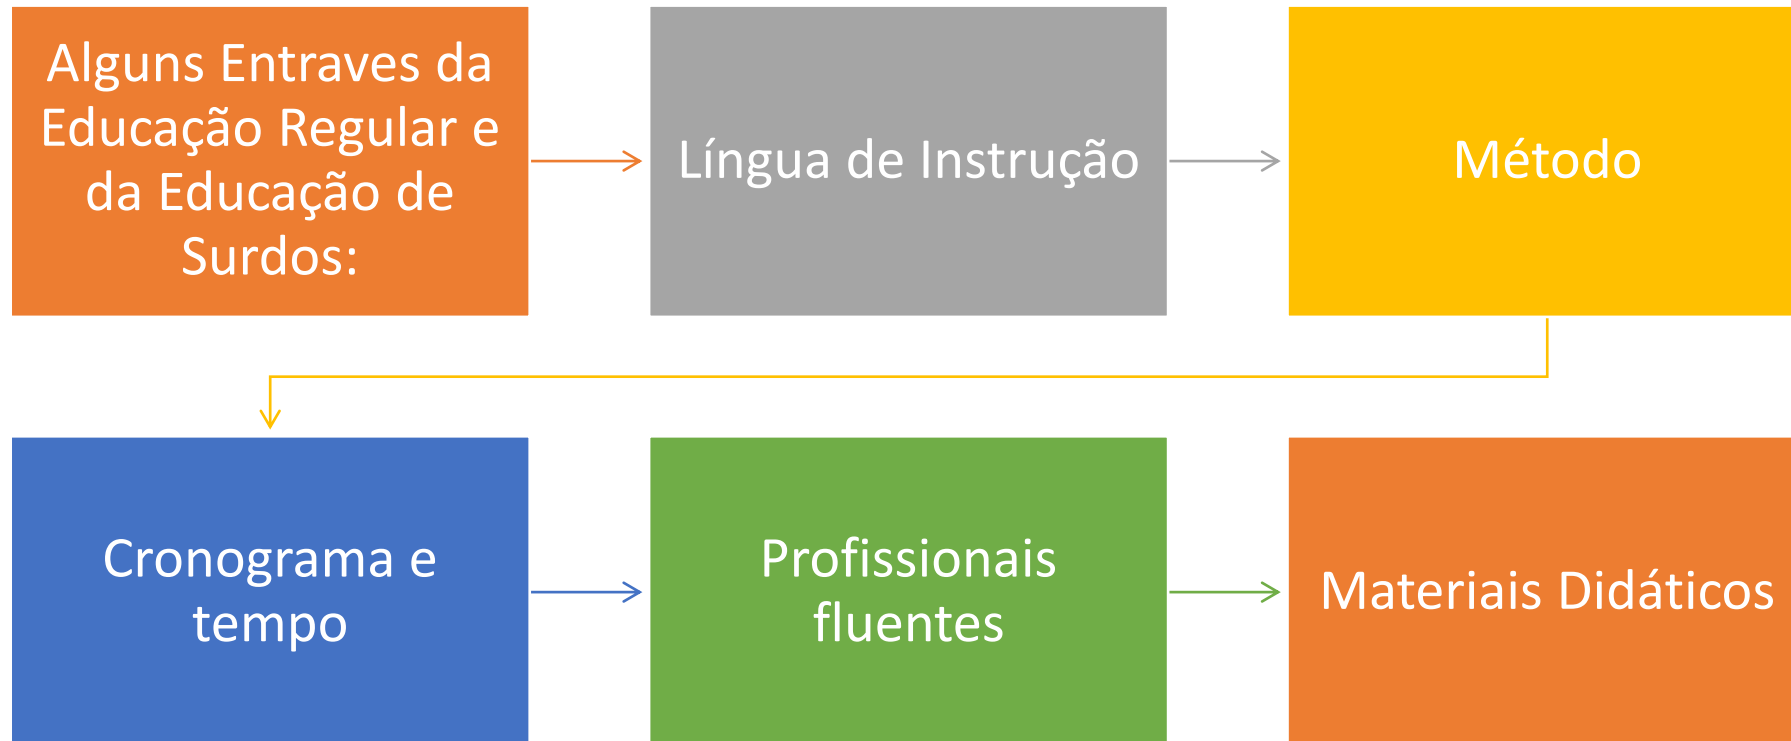 Alguns Entraves da
Educação Regular e
da Educação de
Surdos:
Língua de Instrução
Método
Cronograma e
tempo
Profissionais
fluentes
Materiais Didáticos